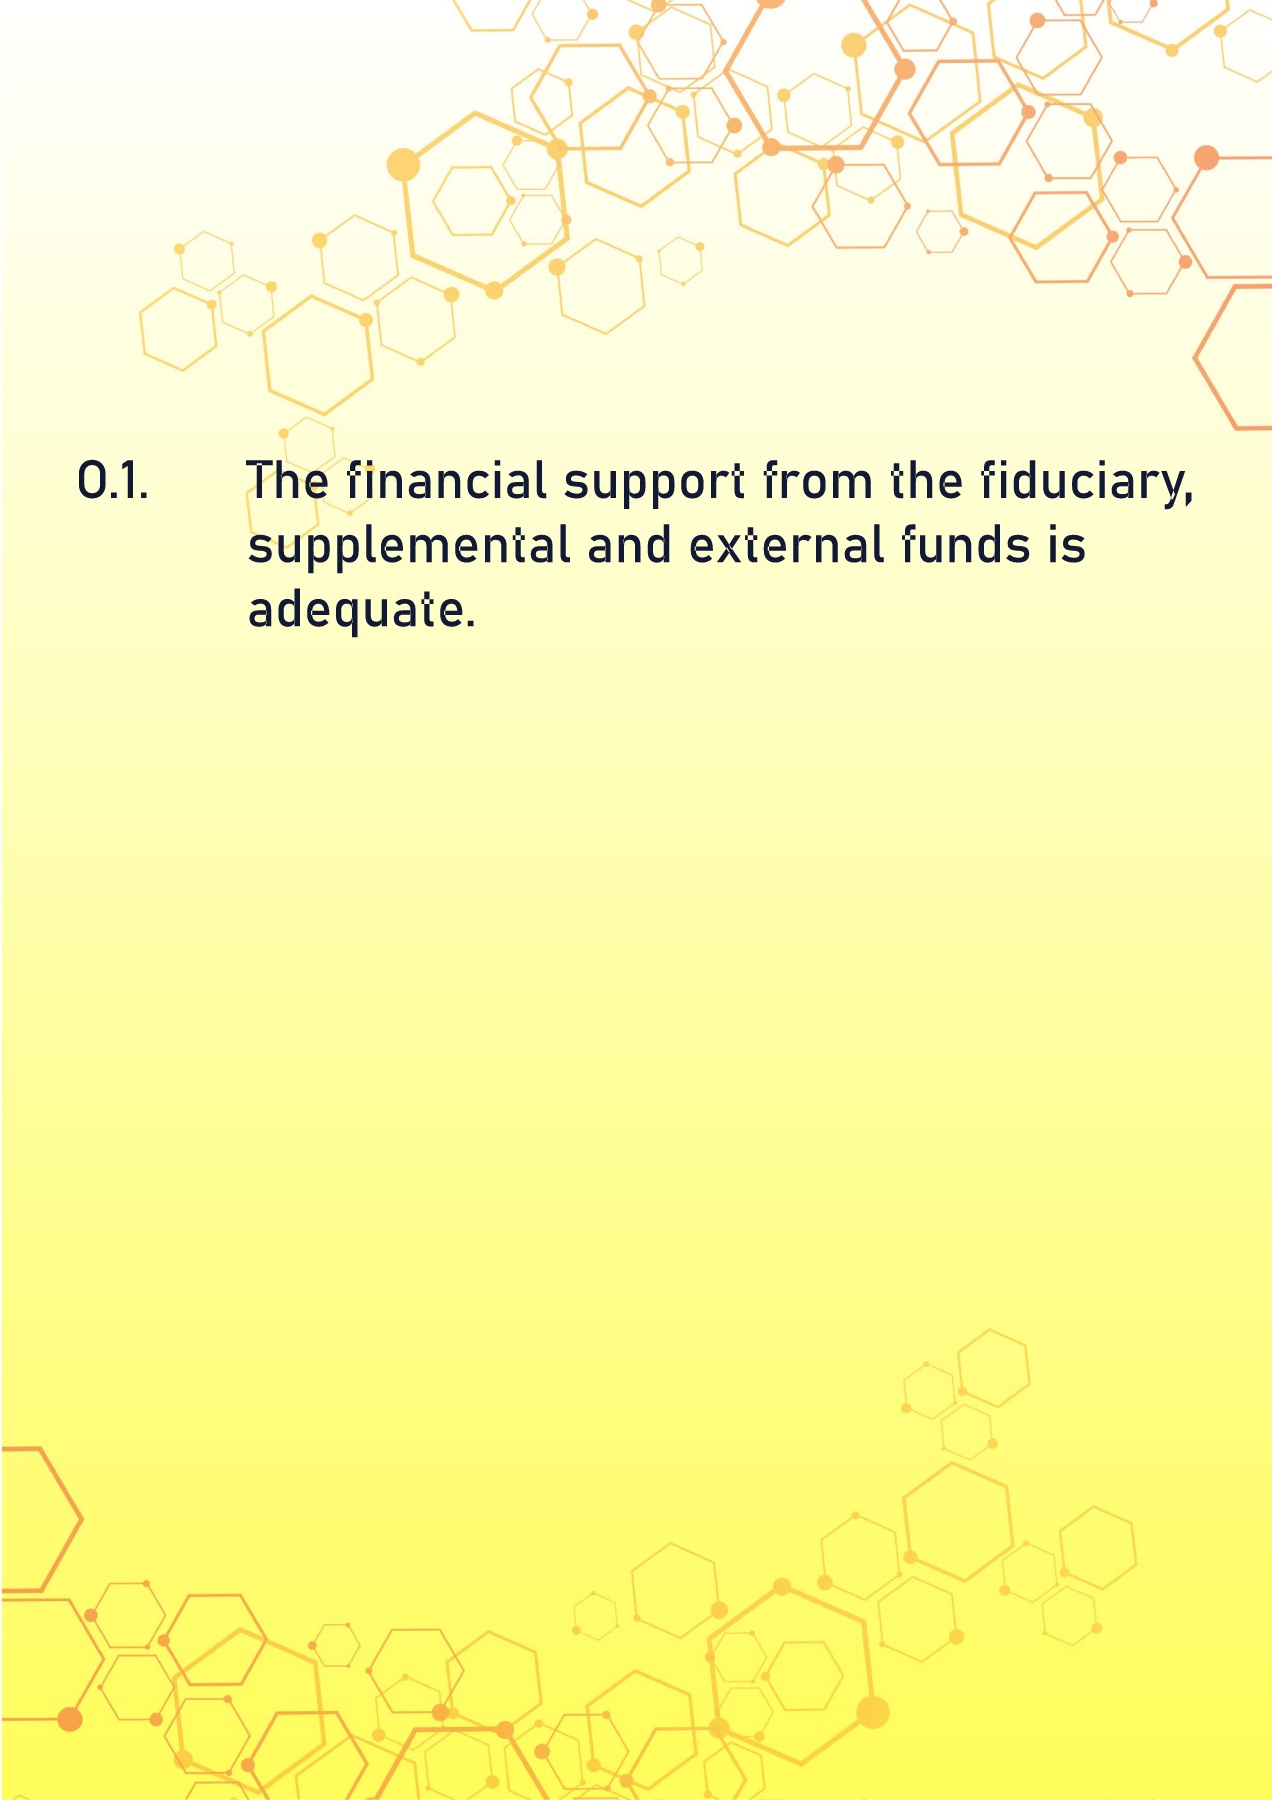 O.1. The financial support from the fiduciary,
supplemental and external funds is
adequate.